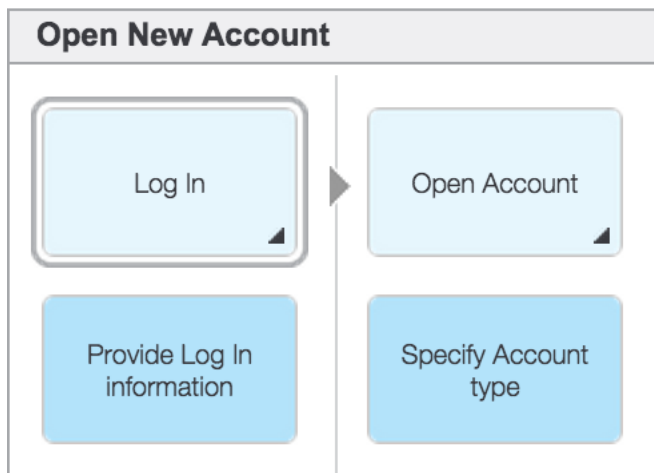 Open New Account
Log In
Open Account
Provide Log In
information
Specify Account
type